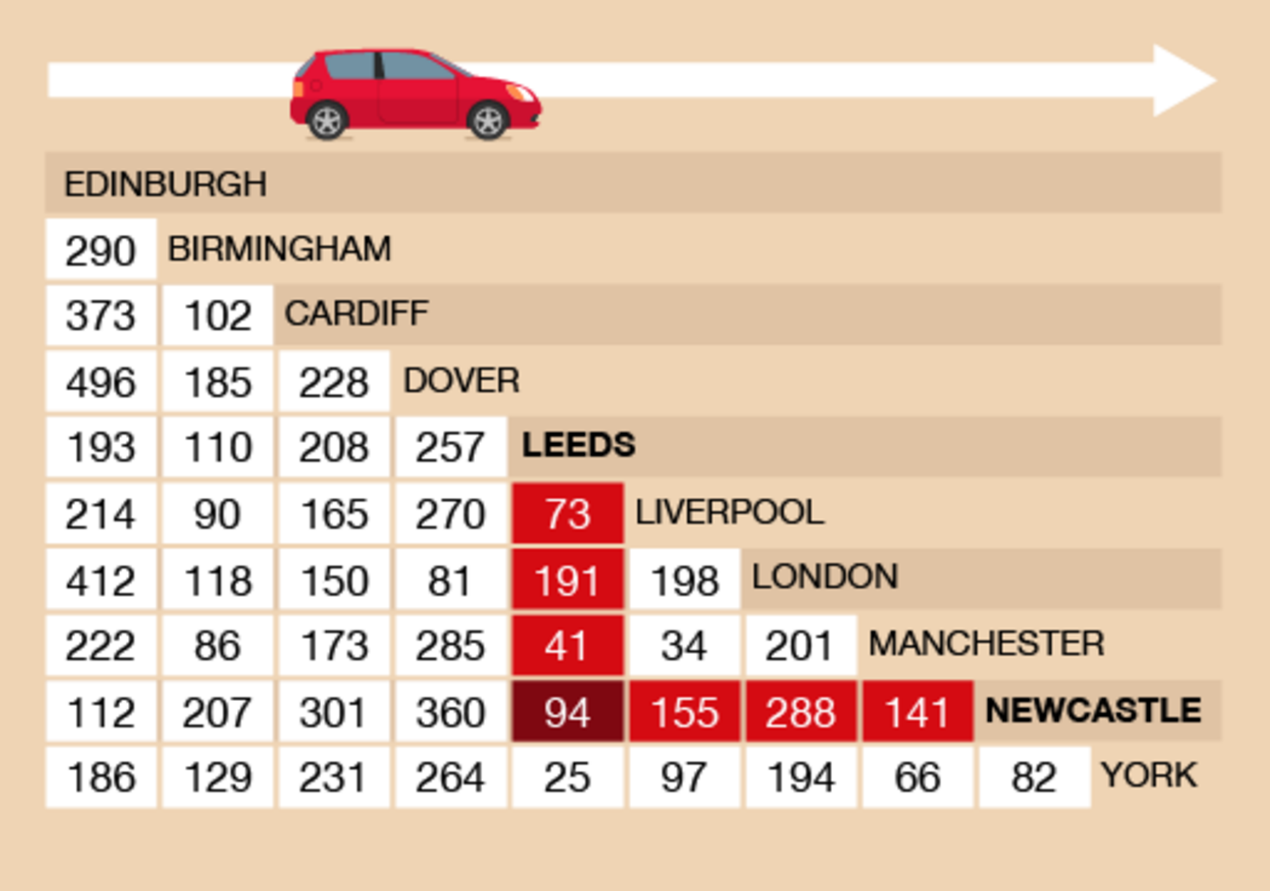 EDINBURGH
290 BIRMINGHAM
373 102 CARDIFF
496 185 228 DOVER
193 110 208 257 LEEDS
214 90 165 270 73 LIVERPOOL
412 118 150 81 191 198 LONDON
222 86 173 285 41 34 201 MANCHESTER
112 207 301 360 94 155 288 141 NEWCASTLE
186 129 231 264 25 97 194 66 82 YORK